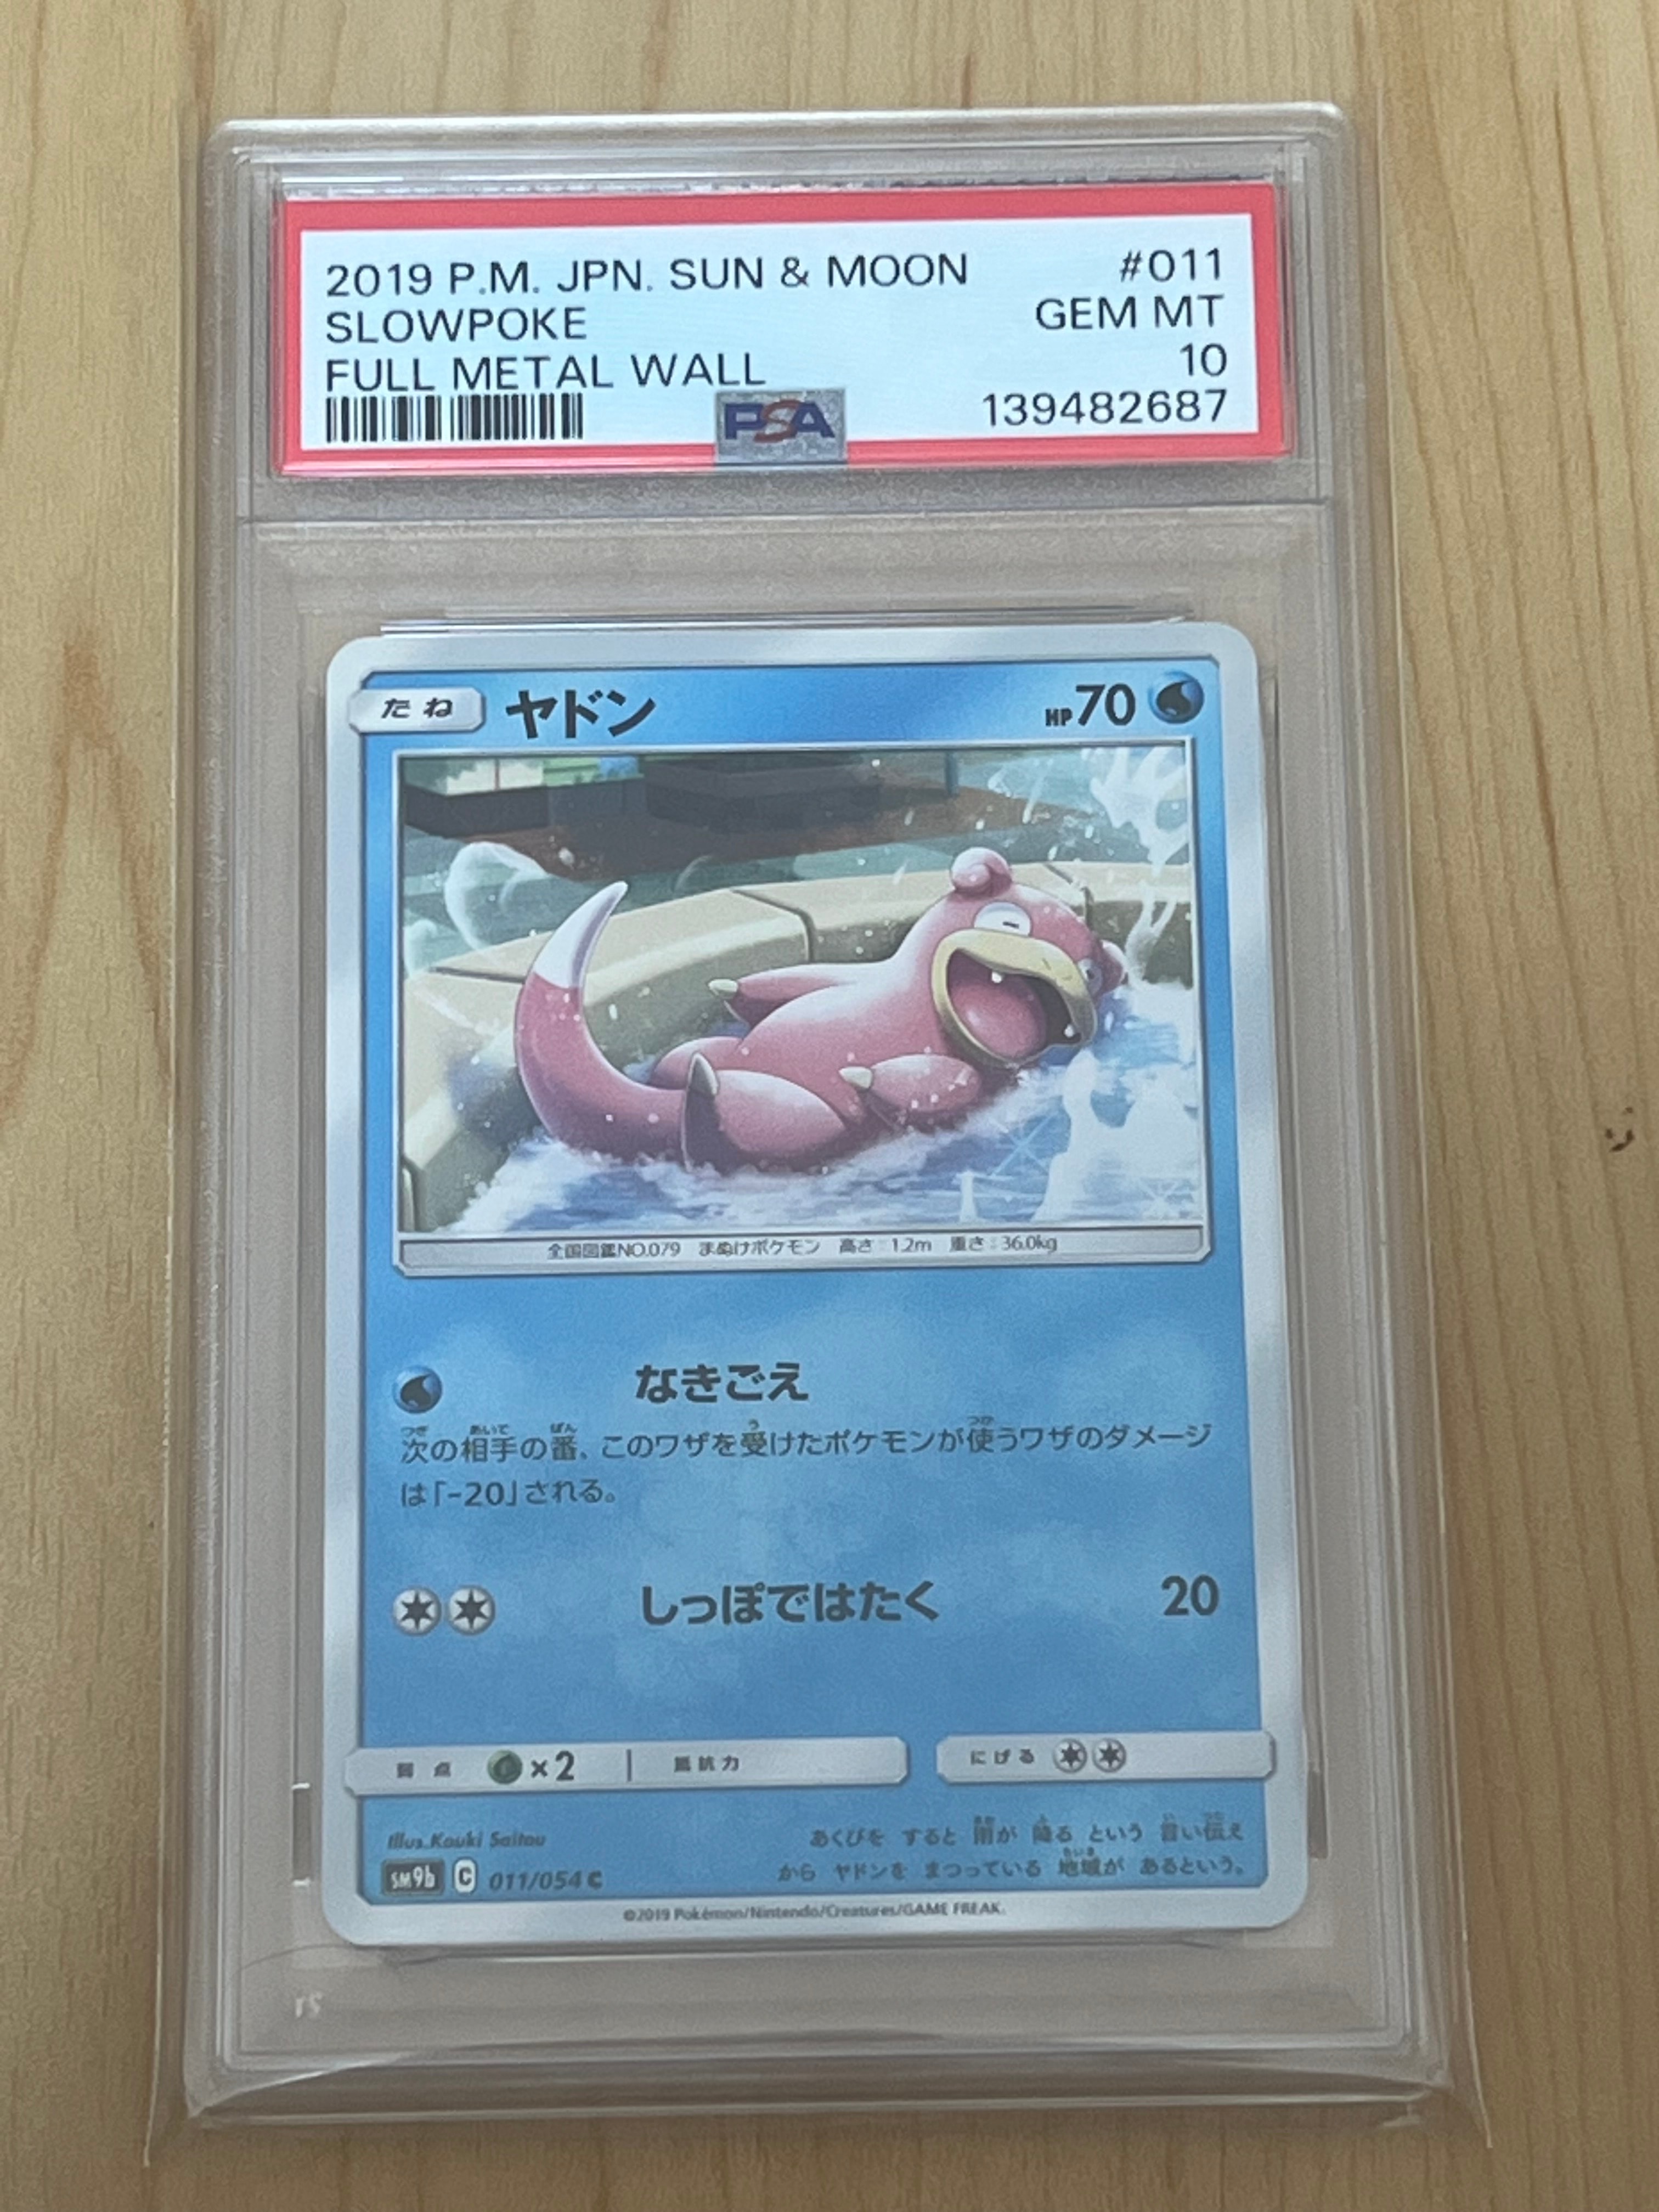 2019 P.M. JPN. SUN & MOON #011
SLOWPOKE GEM MT
FULL METAL WALL 10
PSA 139482687
たね ヤドン HP70
全国図鑑NO.079 まぬけポケモン 高さ:1.2m 重さ:36.0kg
なきごえ
次の相手の番、このワザを受けたポケモンが使うワザのダメージ
は「-20」される。
しっぽではたく 20
弱点 ×2 抵抗力 にげる
Illus.Kouki Saitou
あくびを すると 雨が 降る という 言い伝え
から ヤドンを まつっている 地域が あるという。
SM9b C 011/054 C
©2019 Pokémon/Nintendo/Creatures/GAME FREAK.